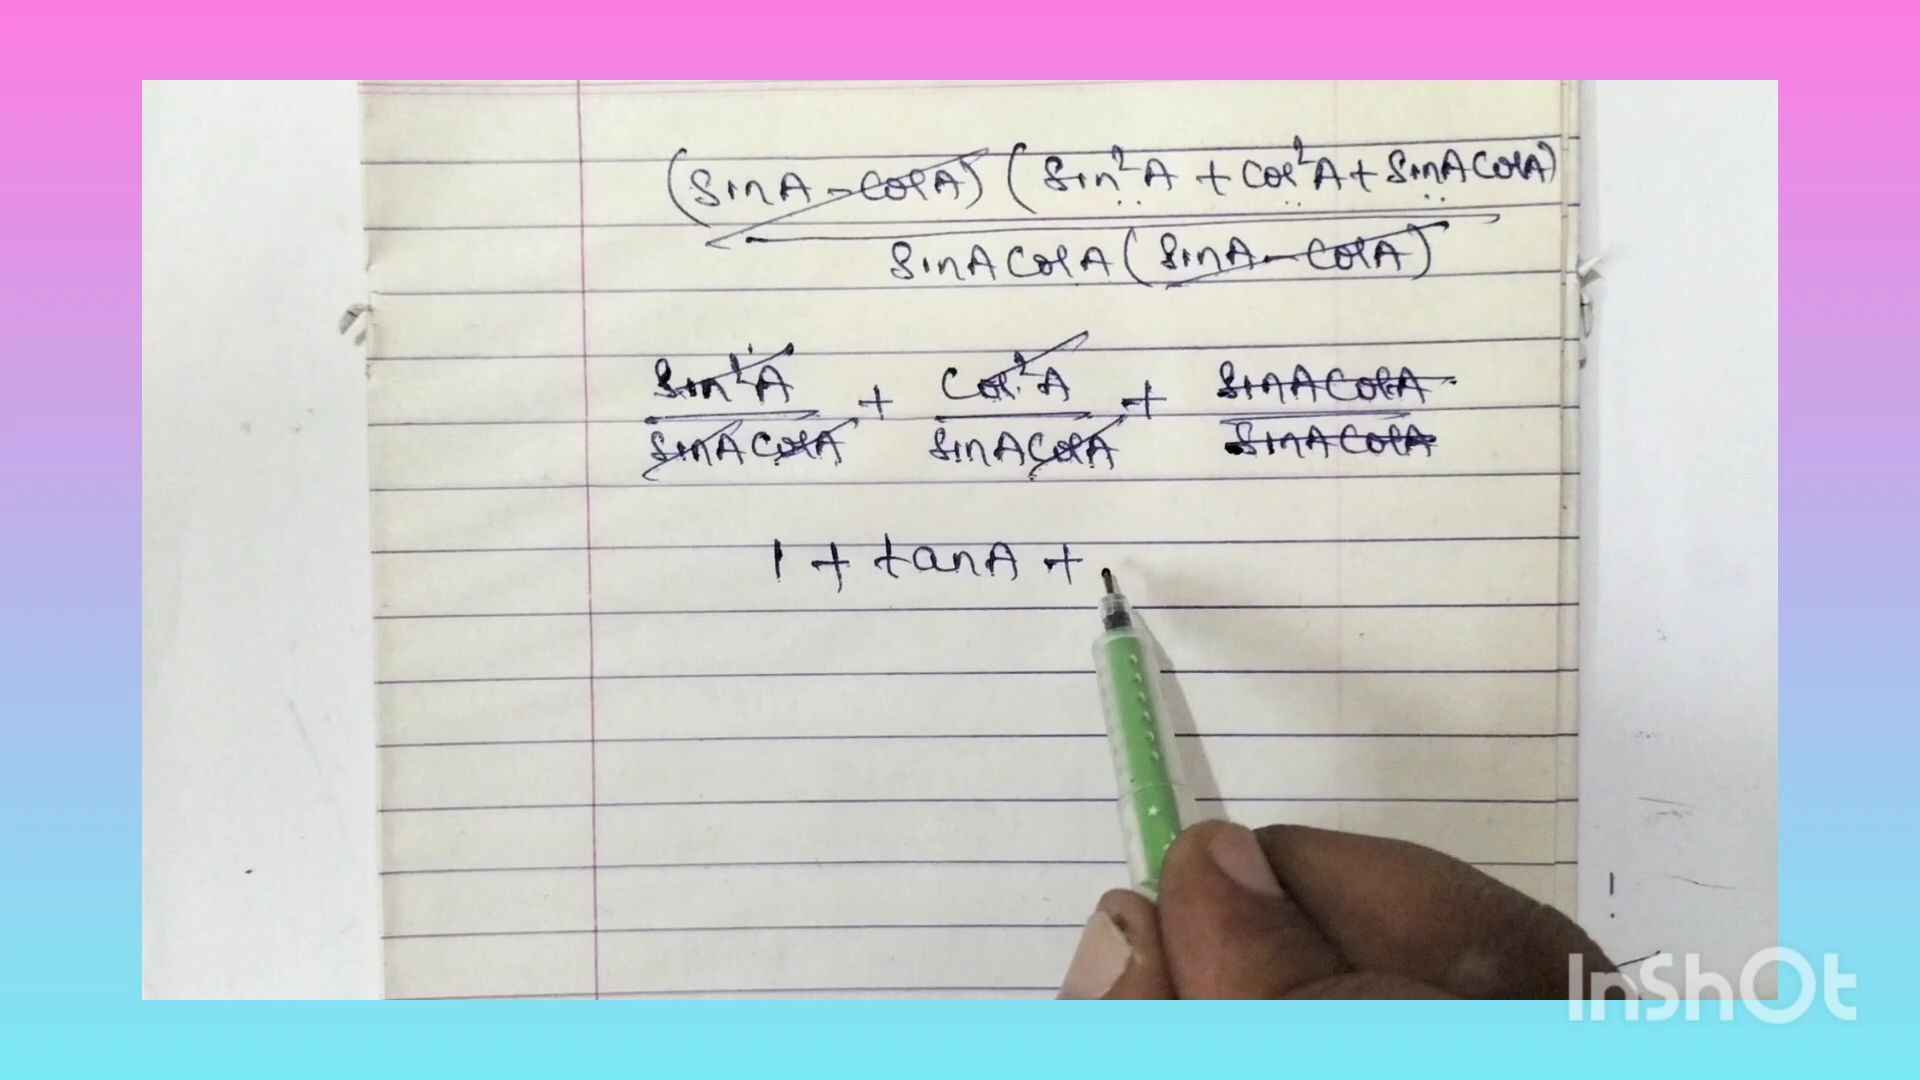 (SinA - CosA) (Sin²A + Cos²A + SinACosA)
SinACosA (SinA - CosA)
Sin²A + Cos²A + SinACosA
SinACosA SinACosA SinACosA
1 + tanA +
InShOt